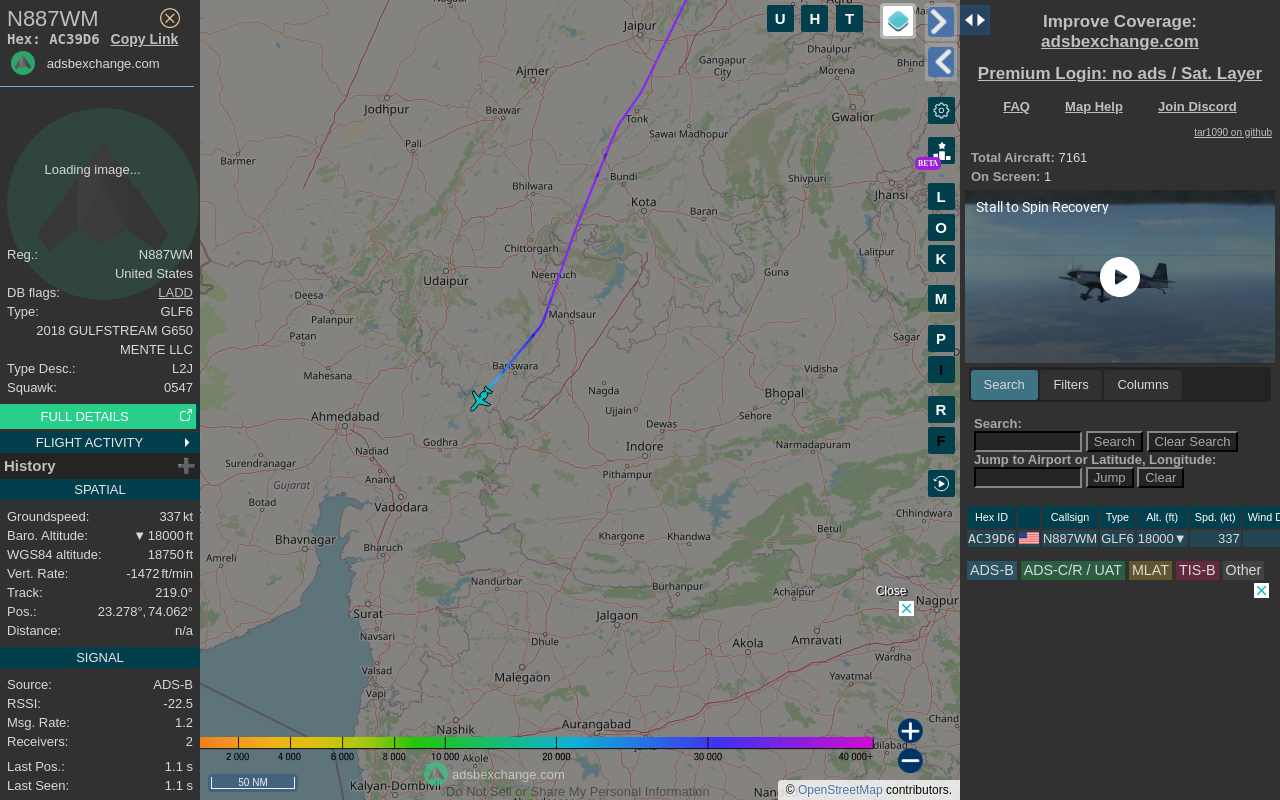 N887WM
Hex: AC39D6 Copy Link
adsbexchange.com
Loading image...
Reg.: N887WM
United States
DB flags: LADD
Type: GLF6
2018 GULFSTREAM G650
MENTE LLC
Type Desc.: L2J
Squawk: 0547
FULL DETAILS
FLIGHT ACTIVITY
History
SPATIAL
Groundspeed: 337 kt
Baro. Altitude: ▼ 18000 ft
WGS84 altitude: 18750 ft
Vert. Rate: -1472 ft/min
Track: 219.0°
Pos.: 23.278°, 74.062°
Distance: n/a
SIGNAL
Source: ADS-B
RSSI: -22.5
Msg. Rate: 1.2
Receivers: 2
Last Pos.: 1.1 s
Last Seen: 1.1 s
Jaipur
Ajmer
Dhaulpur
Gangapur
City
Morena
Bhind
Jodhpur
Beawar
Tonk
Gwalior
Sawai Madhopur
Pali
Barmer
Bundi
Shivpuri
Bhilwara
Jhansi
Kota
Baran
Chittorgarh
Lalitpur
Neemuch
Guna
Udaipur
Deesa
Mandsaur
Palanpur
Patan
Sagar
Banswara
Vidisha
Mahesana
Nagda
Bhopal
Ujjain
Sehore
Ahmedabad
Dewas
Godhra
Indore
Narmadapuram
Nadiad
Surendranagar
Pithampur
Anand
Gujarat
Botad
Vadodara
Chhindwara
Betul
Khargone
Khandwa
Bhavnagar
Bharuch
Amreli
Nandurbar
Burhanpur
Achalpur
Nagpur
Surat
Jalgaon
Navsari
Dhule
Akola
Amravati
Wardha
Valsad
Malegaon
Yavatmal
Vapi
Nashik
Aurangabad
Akole
Kalyan-Dombivli
U
H
T
BETA
L
O
K
M
P
I
R
F
Close
2 000
4 000
6 000
8 000
10 000
20 000
30 000
40 000+
50 NM
adsbexchange.com
Do Not Sell or Share My Personal Information
© OpenStreetMap contributors.
Improve Coverage:
adsbexchange.com
Premium Login: no ads / Sat. Layer
FAQ Map Help Join Discord
tar1090 on github
Total Aircraft: 7161
On Screen: 1
Stall to Spin Recovery
Search Filters Columns
Search:
Search Clear Search
Jump to Airport or Latitude, Longitude:
Jump Clear
Hex ID Callsign Type Alt. (ft) Spd. (kt) Wind D
AC39D6 N887WM GLF6 18000▼ 337
ADS-B ADS-C/R / UAT MLAT TIS-B Other